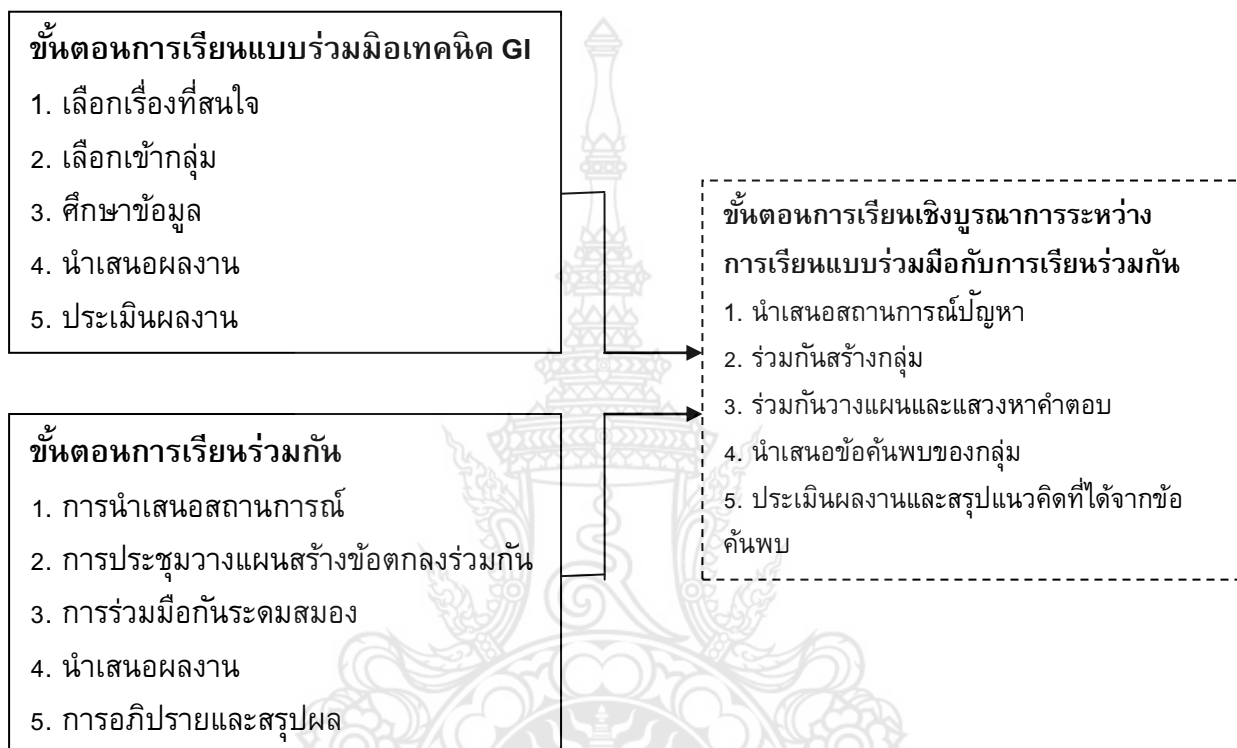 ขั้นตอนการเรียนแบบร่วมมือเทคนิค GI
1. เลือกเรื่องที่สนใจ
2. เลือกเข้ากลุ่ม
3. ศึกษาข้อมูล
4. นำเสนอผลงาน
5. ประเมินผลงาน
ขั้นตอนการเรียนร่วมกัน
1. การนำเสนอสถานการณ์
2. การประชุมวางแผนสร้างข้อตกลงร่วมกัน
3. การร่วมมือกันระดมสมอง
4. นำเสนอผลงาน
5. การอภิปรายและสรุปผล
ขั้นตอนการเรียนเชิงบูรณาการระหว่าง
การเรียนแบบร่วมมือกับการเรียนร่วมกัน
1. นำเสนอสถานการณ์ปัญหา
2. ร่วมกันสร้างกลุ่ม
3. ร่วมกันวางแผนและแสวงหาคำตอบ
4. นำเสนอข้อค้นพบของกลุ่ม
5. ประเมินผลงานและสรุปแนวคิดที่ได้จากข้อ
ค้นพบ